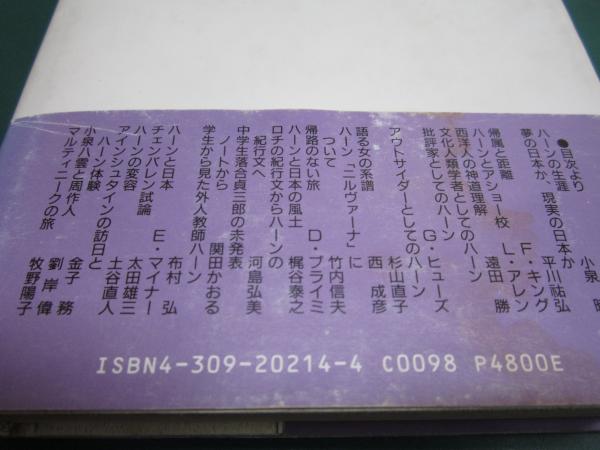 ●目次より
ハーンの生涯 小泉
夢の日本か、現実の日本か 平川祐弘
F・キング
帰属と距離 L・アレン
ハーンとアショー校 遠田 勝
西洋人の神道理解
文化人類学者としてのハーン
批評家としてのハーン G・ヒューズ
杉山直子
アウトサイダーとしてのハーン
西 成彦
語る女の系譜
ハーン「ニルヴァーナ」に
ついて 竹内信夫
帰路のない旅 D・プライミ
ハーンと日本の風土 梶谷泰之
ロチの紀行文からハーンの
紀行文へ 河島弘美
中学生落合貞三郎の未発表
ノートから 関田かおる
学生から見た外人教師ハーン
ハーンと日本 布村 弘
チェンバレン試論 E・マイナー
ハーンの変容 太田雄三
アインシュタインの訪日と
ハーン体験 土谷直人
小泉八雲と周作人 金子 務
マルティニークの旅 劉岸偉
牧野陽子
ISBN4-309-20214-4 C0098 P4800E